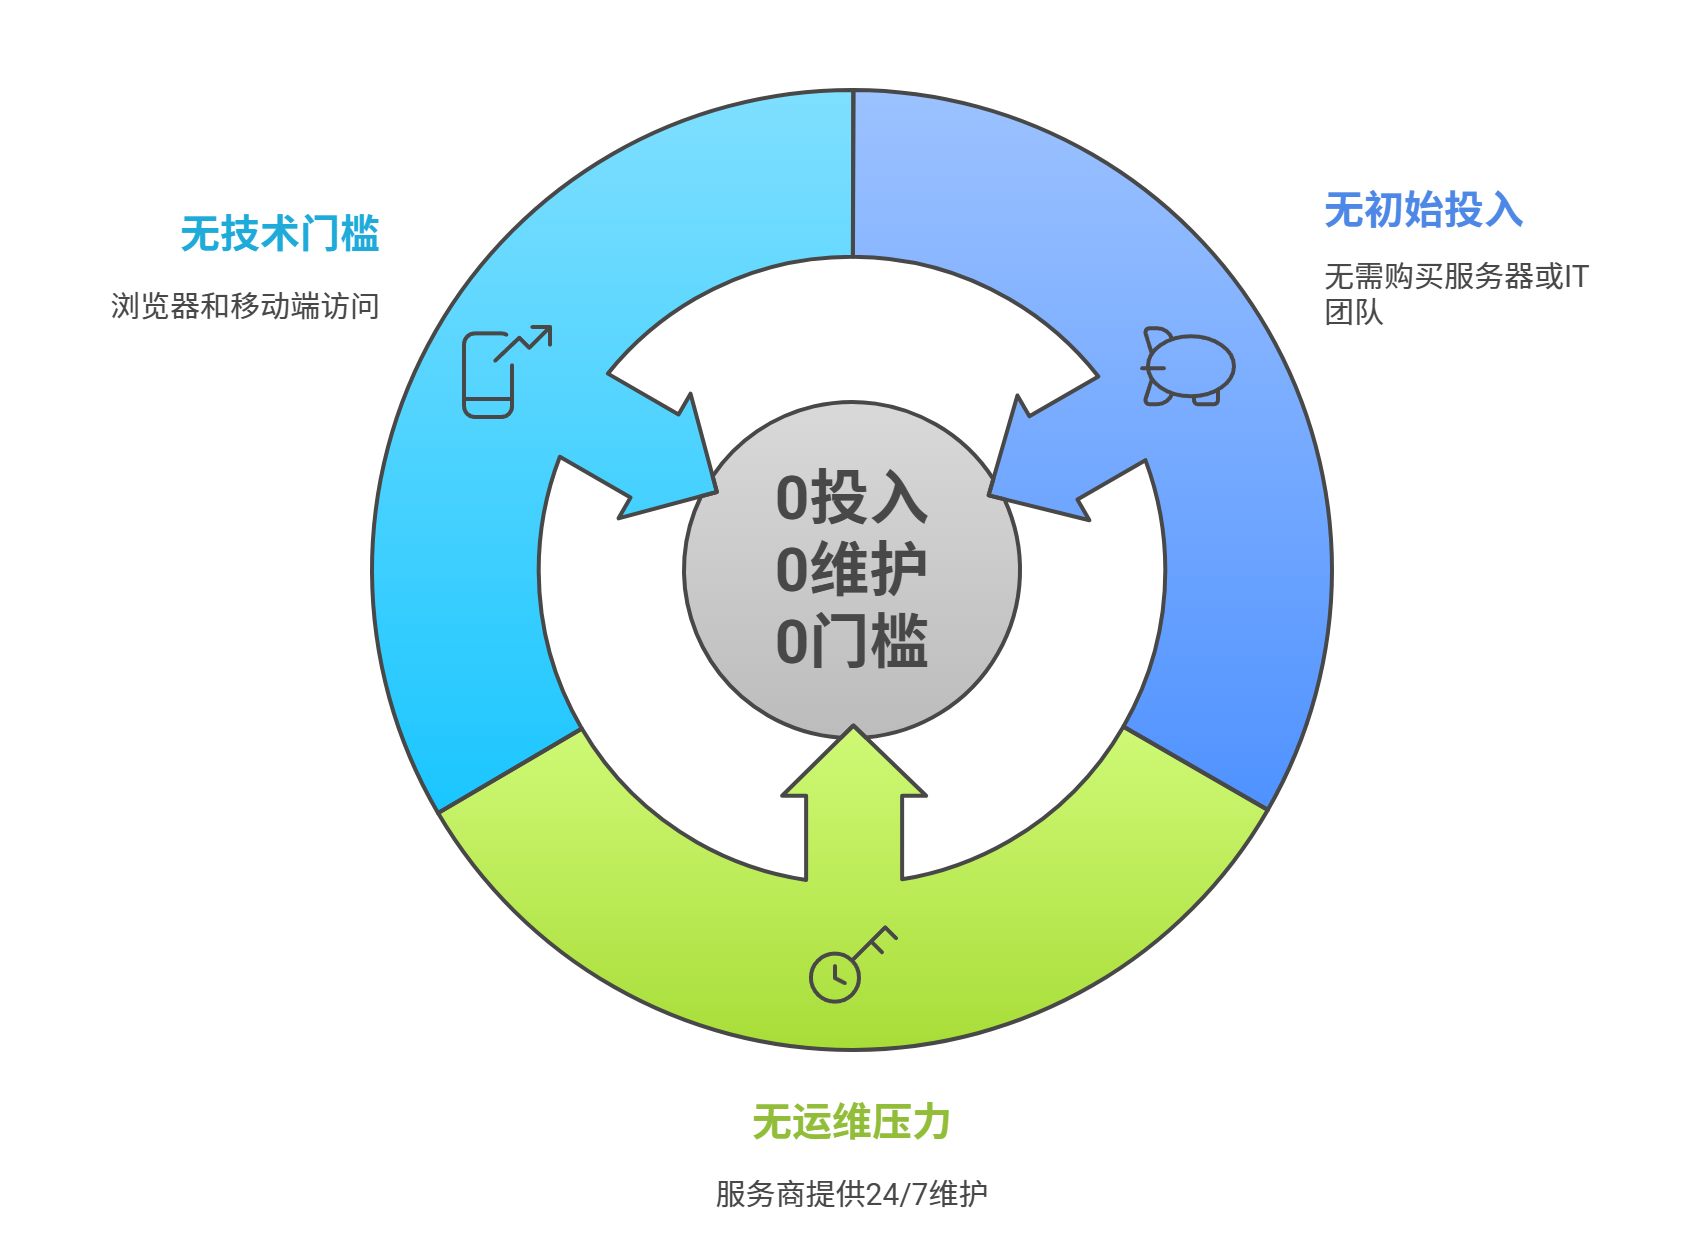 无技术门槛
浏览器和移动端访问
无初始投入
无需购买服务器或IT
团队
0投入
0维护
0门槛
无运维压力
服务商提供24/7维护